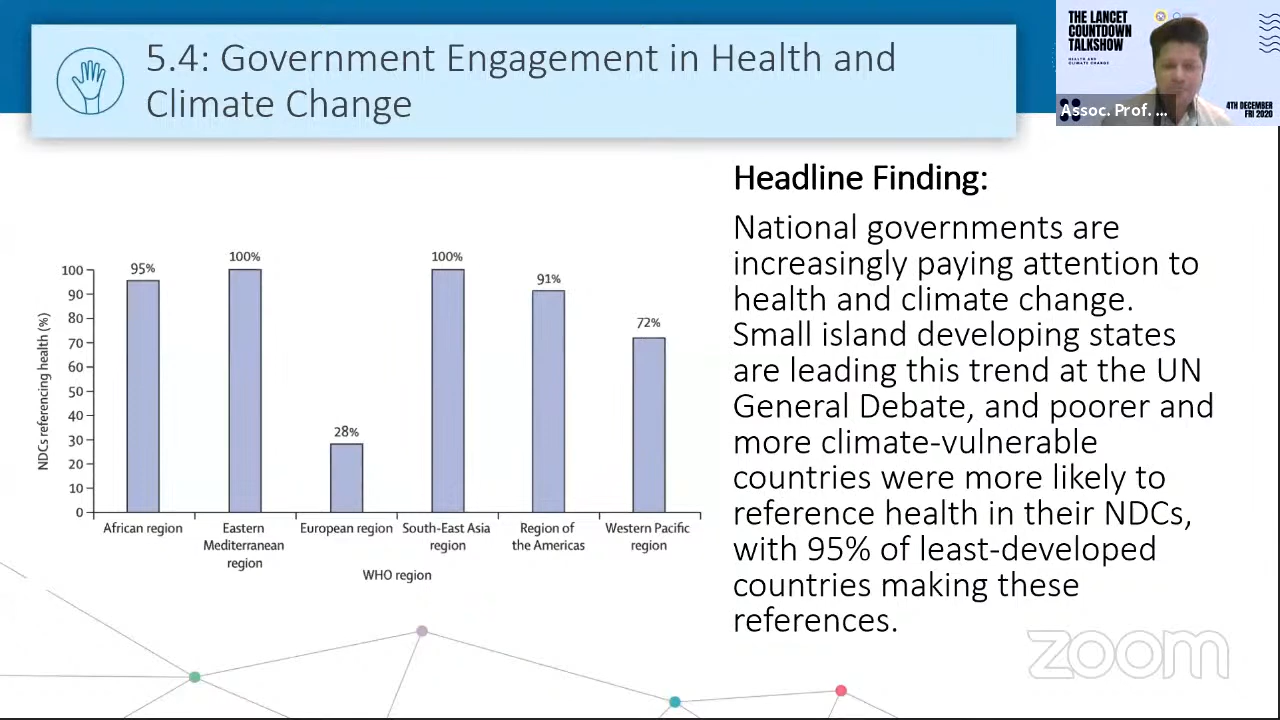 5.4: Government Engagement in Health and
Climate Change
THE LANCET
COUNTDOWN
TALKSHOW
HEALTH AND
CLIMATE CHANGE
Assoc. Prof. ...
4TH DECEMBER
FRI 2020
Headline Finding:
National governments are
increasingly paying attention to
health and climate change.
Small island developing states
are leading this trend at the UN
General Debate, and poorer and
more climate-vulnerable
countries were more likely to
reference health in their NDCs,
with 95% of least-developed
countries making these
references.
NDCs referencing health (%)
100
90
80
70
60
50
40
30
20
10
0
95%
100%
28%
100%
91%
72%
African region
Eastern
Mediterranean
region
European region
South-East Asia
region
Region of
the Americas
Western Pacific
region
WHO region
zoom